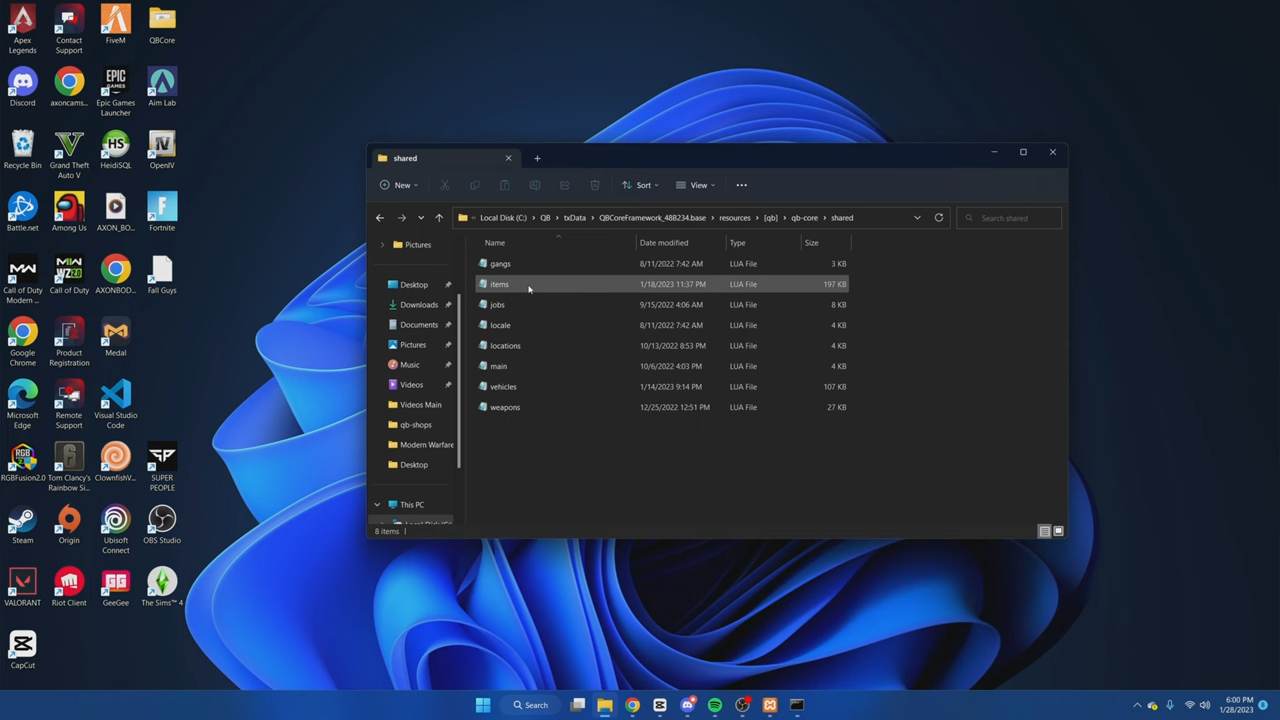 Apex Legends
Contact Support
FiveM
QBCore
Discord
axoncams...
Epic Games Launcher
Aim Lab
Recycle Bin
Grand Theft Auto V
HeidiSQL
OpenIV
Battle.net
Among Us
AXON_BO...
Fortnite
Call of Duty Modern War...
Call of Duty
AXONBOD...
Fall Guys
Google Chrome
Product Registration
Medal
Microsoft Edge
Remote Support
Visual Studio Code
RGBFusion2.0
Tom Clancy's Rainbow Si...
ClownfishV...
SUPER PEOPLE
Steam
Origin
Ubisoft Connect
OBS Studio
VALORANT
Riot Client
GeeGee
The Sims™ 4
CapCut
shared
New
Sort
View
Local Disk (C:) > QB > txData > QBCoreFramework_48B234.base > resources > [qb] > qb-core > shared
Search shared
Name Date modified Type Size
gangs 8/11/2022 7:42 AM LUA File 3 KB
items 1/18/2023 11:37 PM LUA File 197 KB
jobs 9/15/2022 4:06 AM LUA File 8 KB
locale 8/11/2022 7:42 AM LUA File 4 KB
locations 10/13/2022 8:53 PM LUA File 4 KB
main 10/6/2022 4:03 PM LUA File 4 KB
vehicles 1/14/2023 9:14 PM LUA File 107 KB
weapons 12/25/2022 12:51 PM LUA File 27 KB
Pictures
Desktop
Downloads
Documents
Pictures
Music
Videos
Videos Main
qb-shops
Modern Warfare
Desktop
This PC
8 items
Search
6:00 PM
1/28/2023